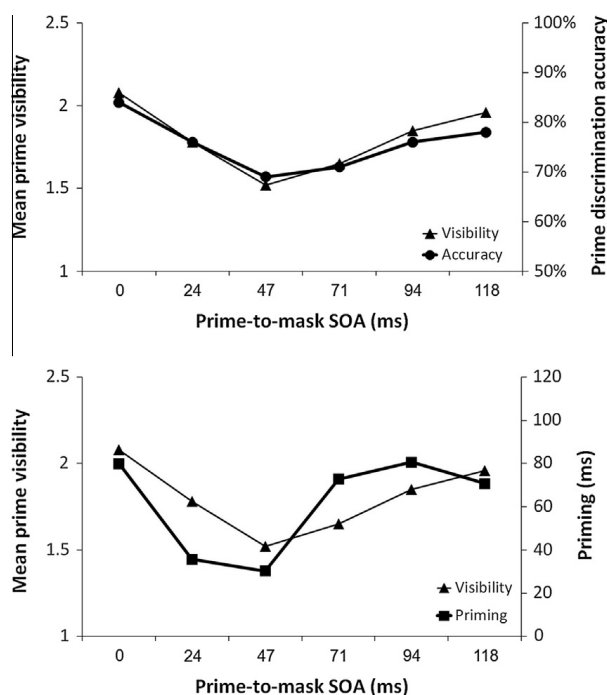 2.5
2
1.5
1
Mean prime visibility
100%
90%
80%
70%
60%
50%
Prime discrimination accuracy
Visibility
Accuracy
0 24 47 71 94 118
Prime-to-mask SOA (ms)
2.5
2
1.5
1
Mean prime visibility
120
100
80
60
40
20
0
Priming (ms)
Visibility
Priming
0 24 47 71 94 118
Prime-to-mask SOA (ms)